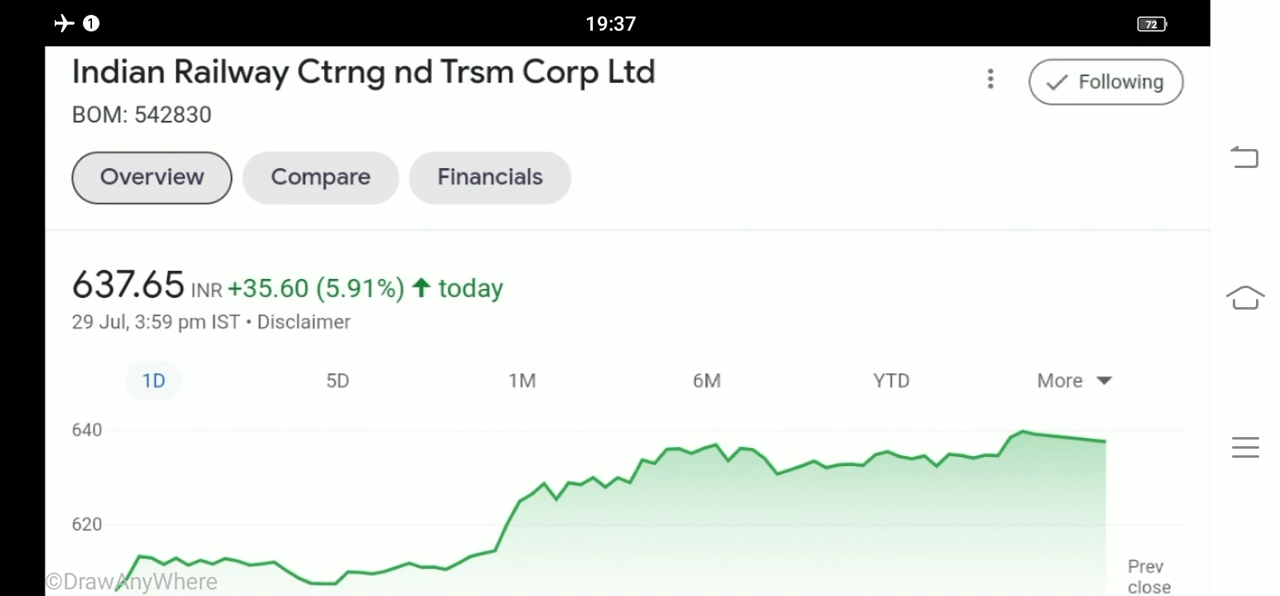 1 19:37 72
Indian Railway Ctrng nd Trsm Corp Ltd
Following
BOM: 542830
Overview Compare Financials
637.65 INR +35.60 (5.91%) ↑ today
29 Jul, 3:59 pm IST • Disclaimer
1D 5D 1M 6M YTD More
640
620
Prev
close
©DrawAnyWhere